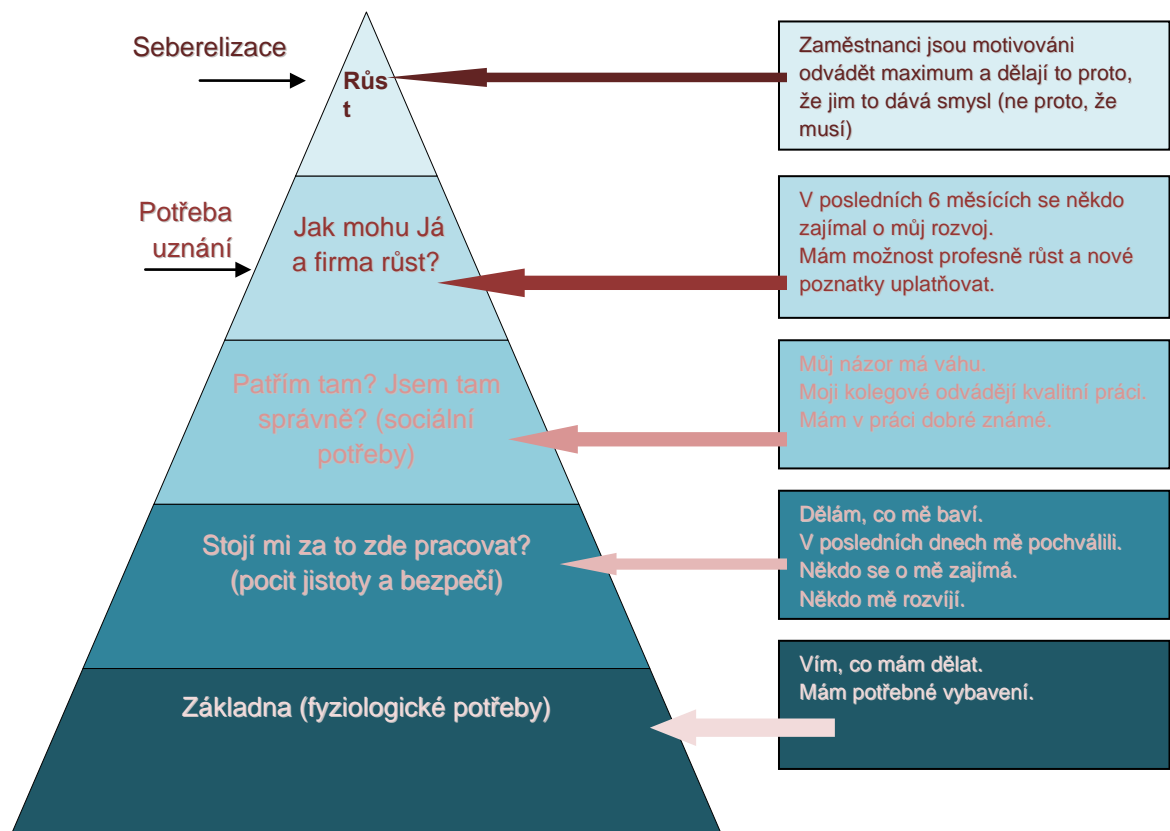 Seberelizace
Růs
t
Zaměstnanci jsou motivováni
odvádět maximum a dělají to proto,
že jim to dává smysl (ne proto, že
musí)
Potřeba
uznání
Jak mohu Já
a firma růst?
V posledních 6 měsících se někdo
zajímal o můj rozvoj.
Mám možnost profesně růst a nové
poznatky uplatňovat.
Patřím tam? Jsem tam
správně? (sociální
potřeby)
Můj názor má váhu.
Moji kolegové odvádějí kvalitní práci.
Mám v práci dobré známé.
Stojí mi za to zde pracovat?
(pocit jistoty a bezpečí)
Dělám, co mě baví.
V posledních dnech mě pochválili.
Někdo se o mě zajímá.
Někdo mě rozvíjí.
Základna (fyziologické potřeby)
Vím, co mám dělat.
Mám potřebné vybavení.